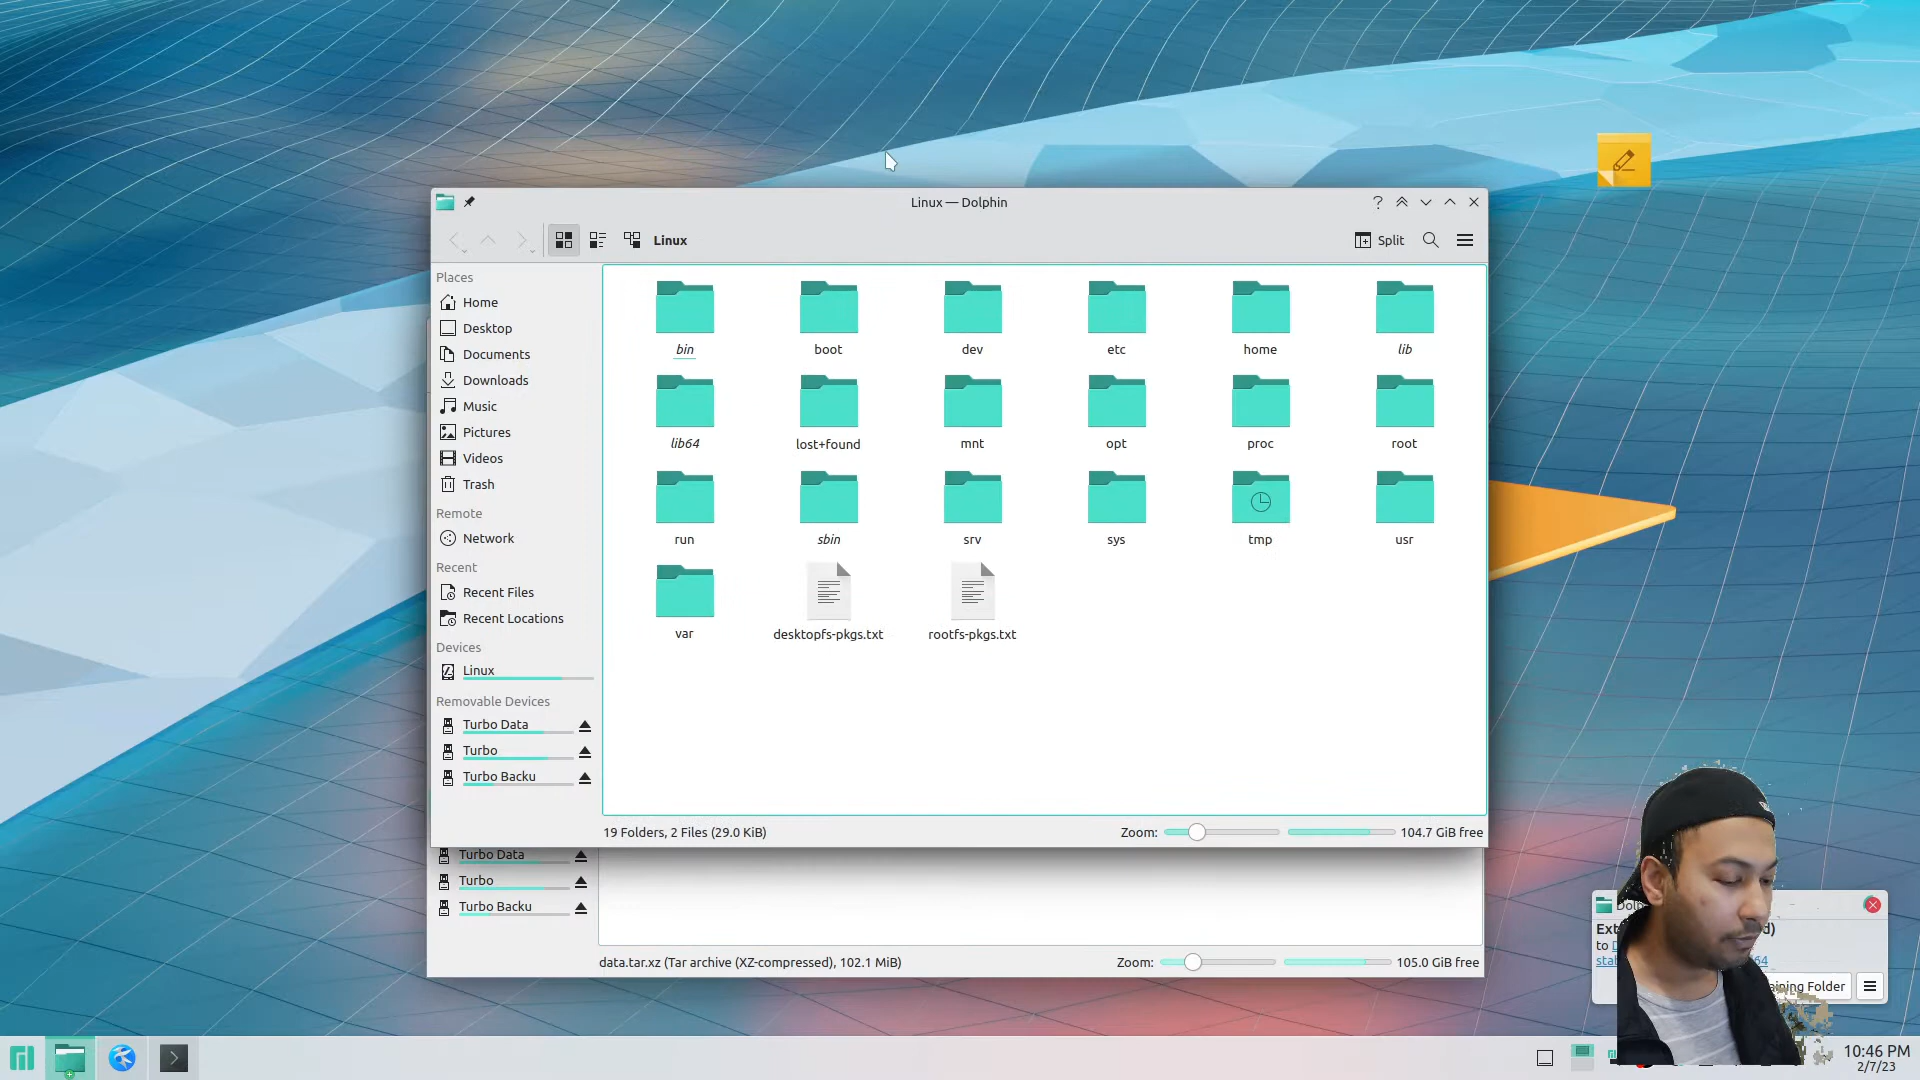 Linux — Dolphin
Linux
Split
Places
Home
Desktop
Documents
Downloads
Music
Pictures
Videos
Trash
Remote
Network
Recent
Recent Files
Recent Locations
Devices
Linux
Removable Devices
Turbo Data
Turbo
Turbo Backu
bin
boot
dev
etc
home
lib
lib64
lost+found
mnt
opt
proc
root
run
sbin
srv
sys
tmp
usr
var
desktopfs-pkgs.txt
rootfs-pkgs.txt
19 Folders, 2 Files (29.0 KiB)
Zoom:
104.7 GiB free
Turbo Data
Turbo
Turbo Backu
data.tar.xz (Tar archive (XZ-compressed), 102.1 MiB)
Zoom:
105.0 GiB free
to
Folder
10:46 PM
2/7/23